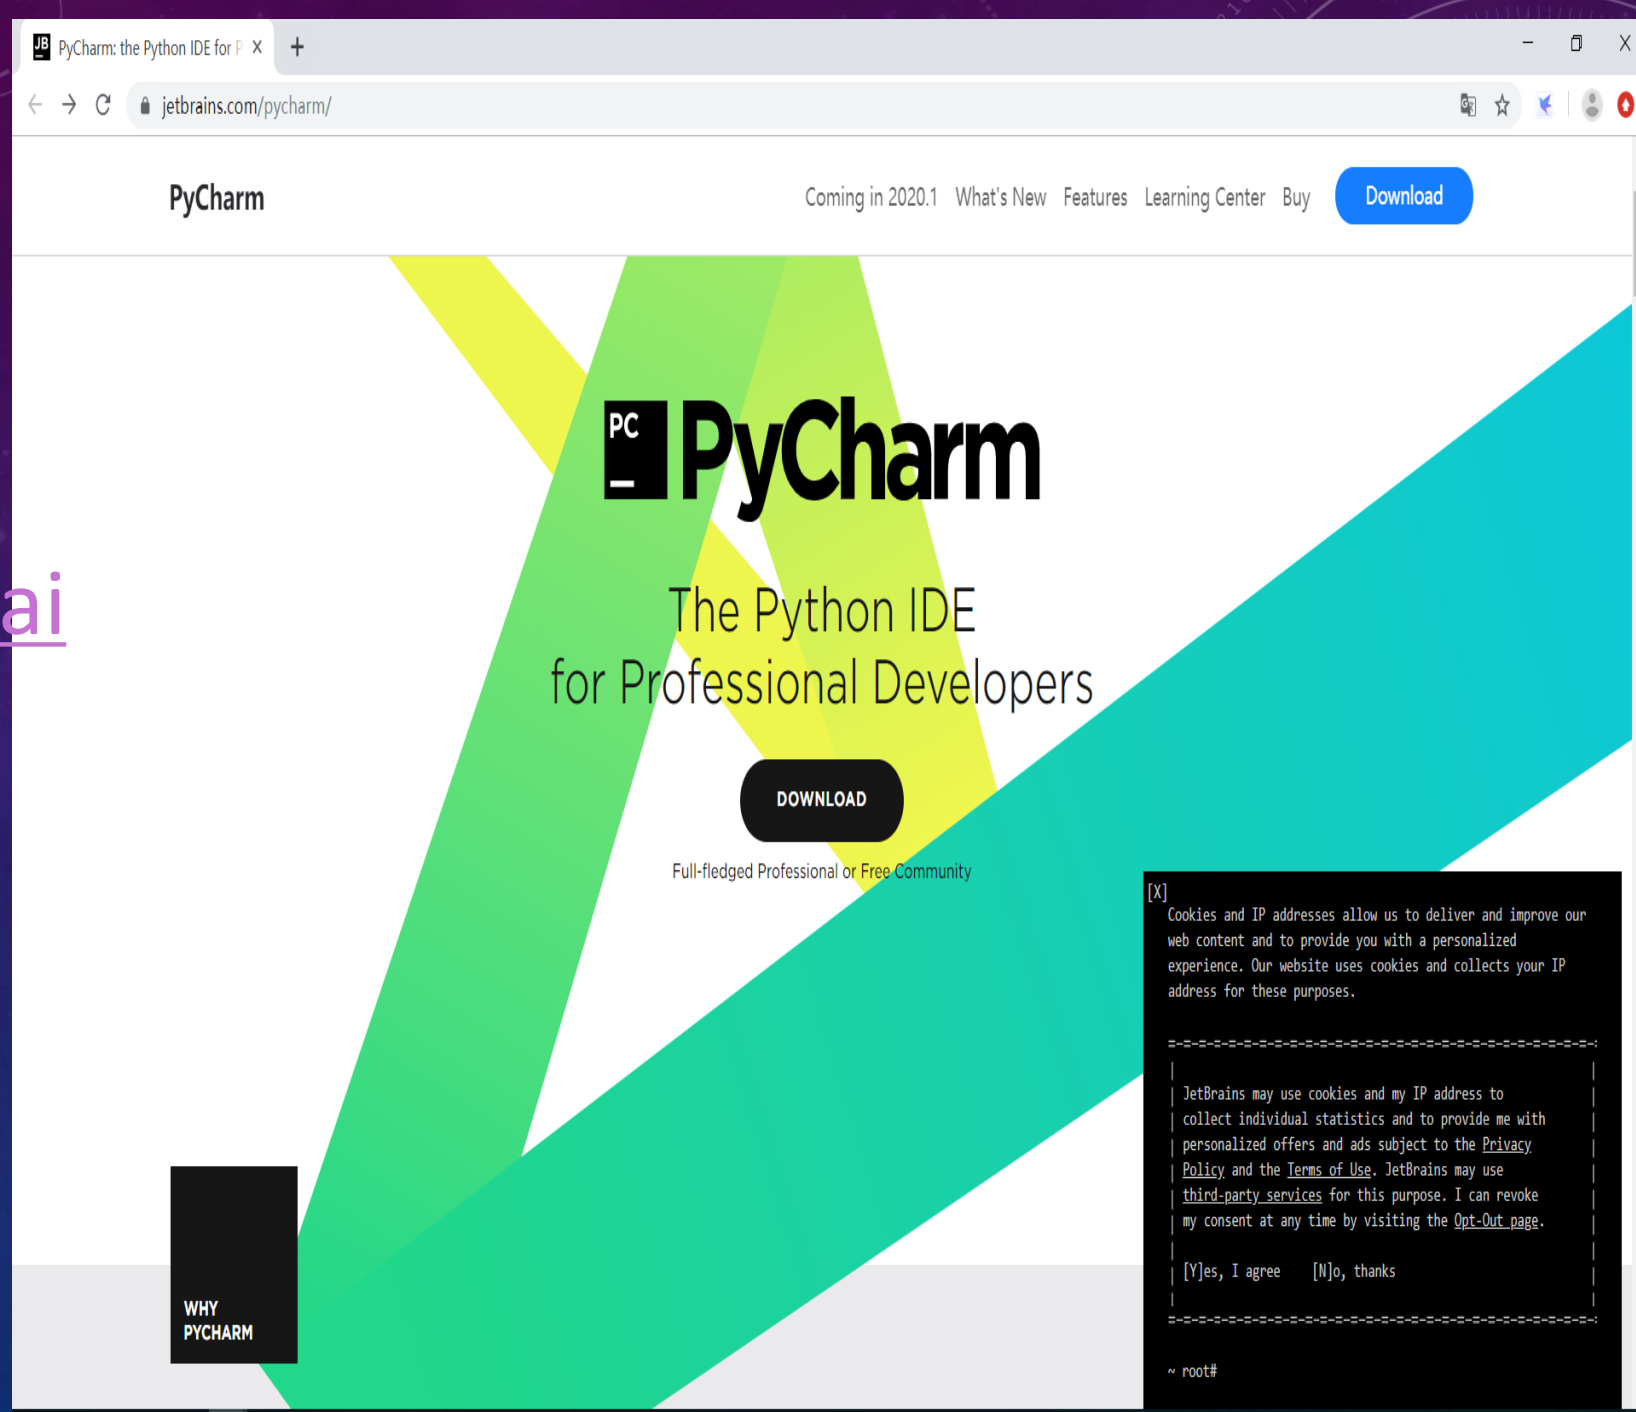 PyCharm: the Python IDE for P
jetbrains.com/pycharm/
PyCharm
Coming in 2020.1 What's New Features Learning Center Buy Download
PC PyCharm
ai
The Python IDE
for Professional Developers
DOWNLOAD
Full-fledged Professional or Free Community
WHY
PYCHARM
[X]
Cookies and IP addresses allow us to deliver and improve our
web content and to provide you with a personalized
experience. Our website uses cookies and collects your IP
address for these purposes.
JetBrains may use cookies and my IP address to
collect individual statistics and to provide me with
personalized offers and ads subject to the Privacy
Policy and the Terms of Use. JetBrains may use
third-party services for this purpose. I can revoke
my consent at any time by visiting the Opt-Out page.
[Y]es, I agree [N]o, thanks
~ root#